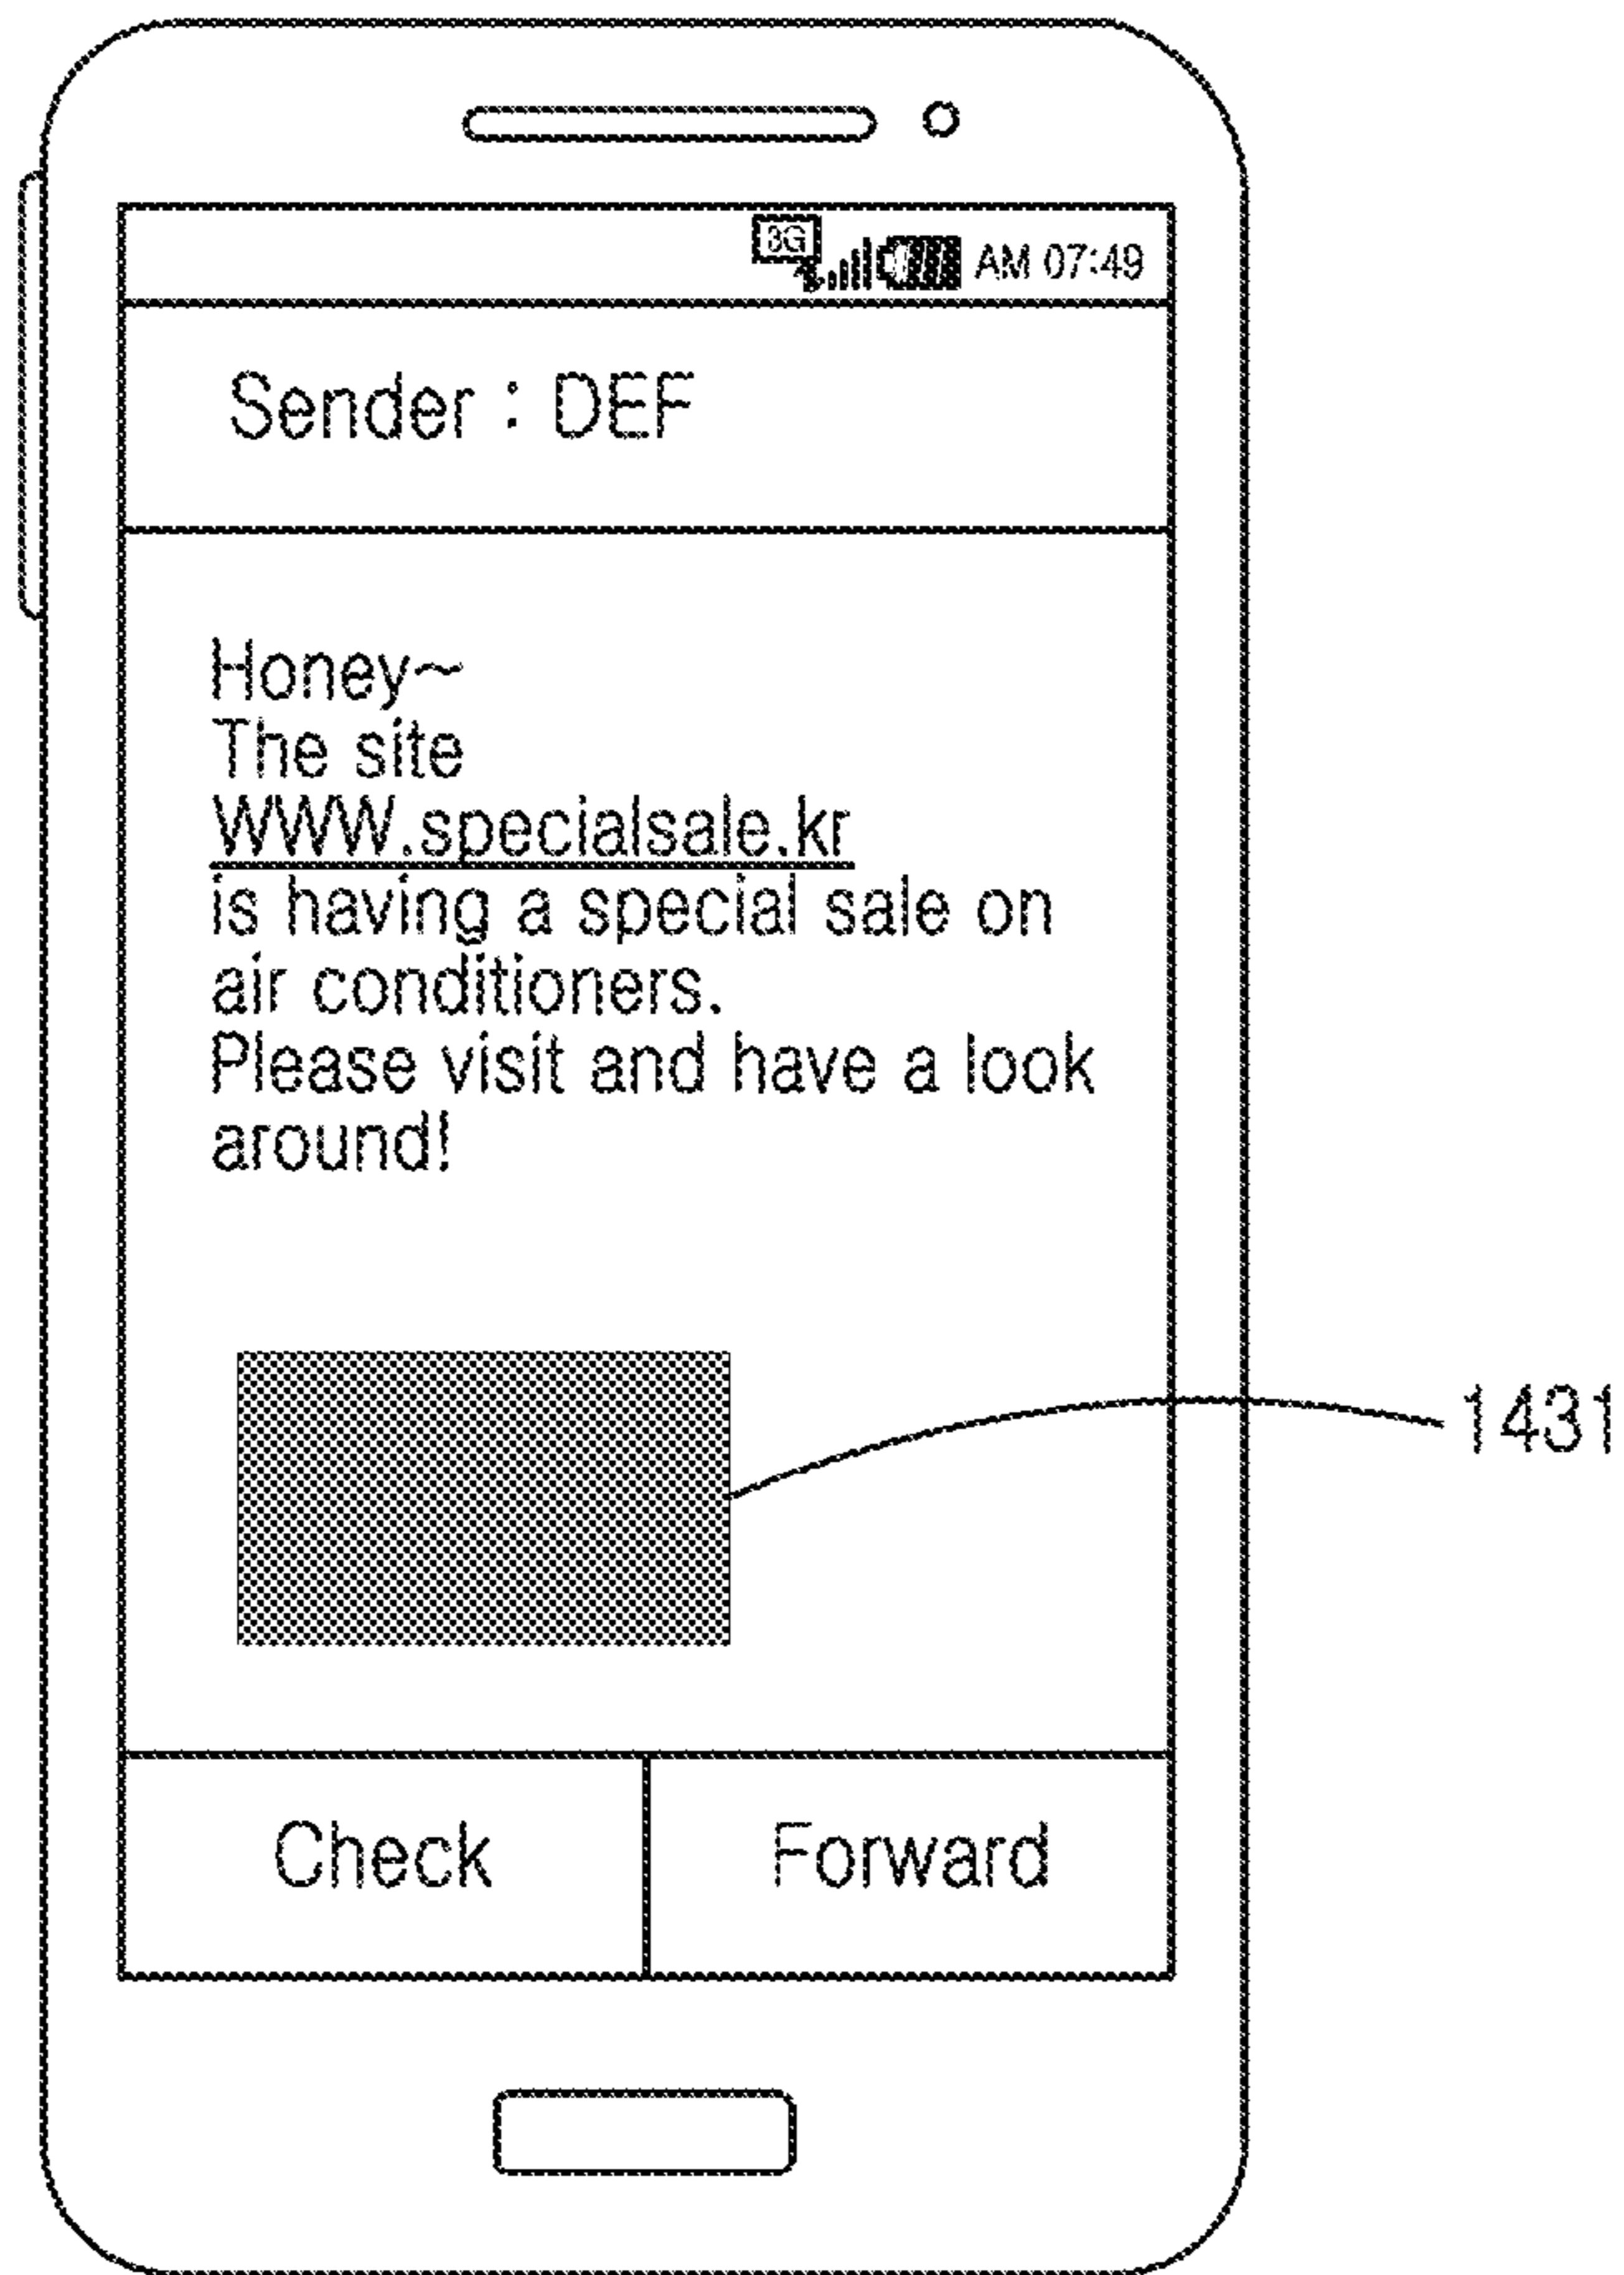 3G AM 07:49
Sender : DEF
Honey~
The site
WWW.specialsale.kr
is having a special sale on
air conditioners.
Please visit and have a look
around!
1431
Check Forward